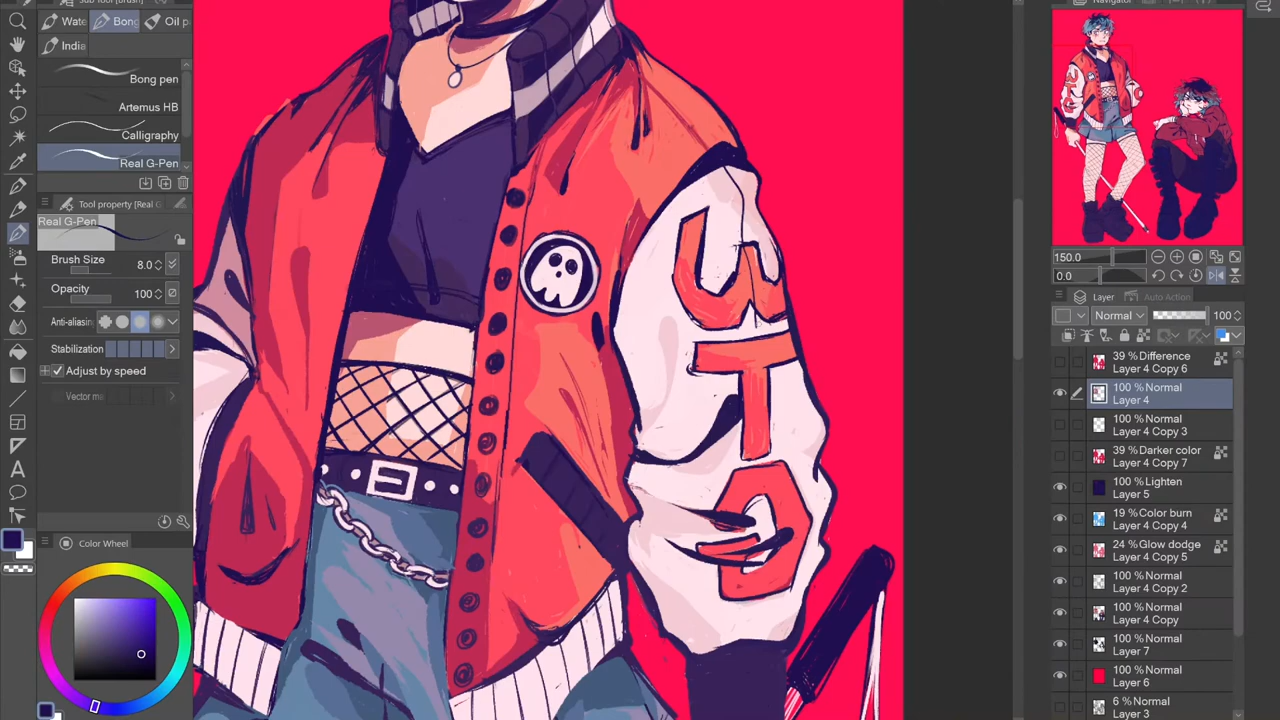 Wate
Bong
Oil p
India
Bong pen
Artemus HB
Calligraphy
Real G-Pen
Tool property [Real G
Real G-Pen
Brush Size 8.0
Opacity 100
Anti-aliasing
Stabilization
Adjust by speed
Vector m
Color Wheel
ETO
Navigator
150.0
0.0
Layer
Auto Action
Normal
100
39 % Difference
Layer 4 Copy 6
100 % Normal
Layer 4
100 % Normal
Layer 4 Copy 3
39 % Darker color
Layer 4 Copy 7
100 % Lighten
Layer 5
19 % Color burn
Layer 4 Copy 4
24 % Glow dodge
Layer 4 Copy 5
100 % Normal
Layer 4 Copy 2
100 % Normal
Layer 4 Copy
100 % Normal
Layer 7
100 % Normal
Layer 6
6 % Normal
Layer 3